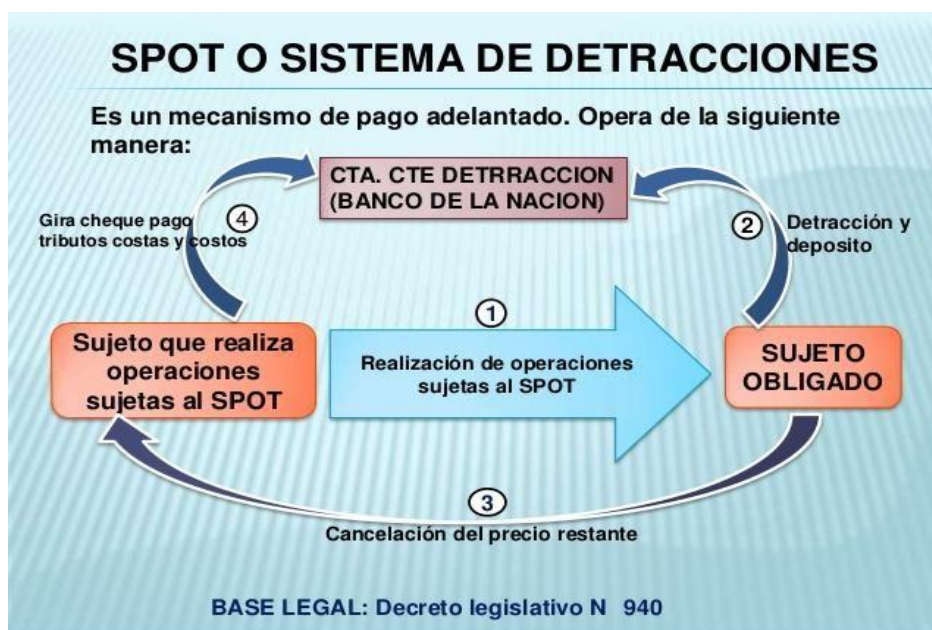 SPOT O SISTEMA DE DETRACCIONES
Es un mecanismo de pago adelantado. Opera de la siguiente
manera:
CTA. CTE DETRRACCION
(BANCO DE LA NACION)
Gira cheque pago
tributos costas y costos
4
2
Detracción y
deposito
1
Sujeto que realiza
operaciones
sujetas al SPOT
Realización de operaciones
sujetas al SPOT
SUJETO
OBLIGADO
3
Cancelación del precio restante
BASE LEGAL: Decreto legislativo N 940